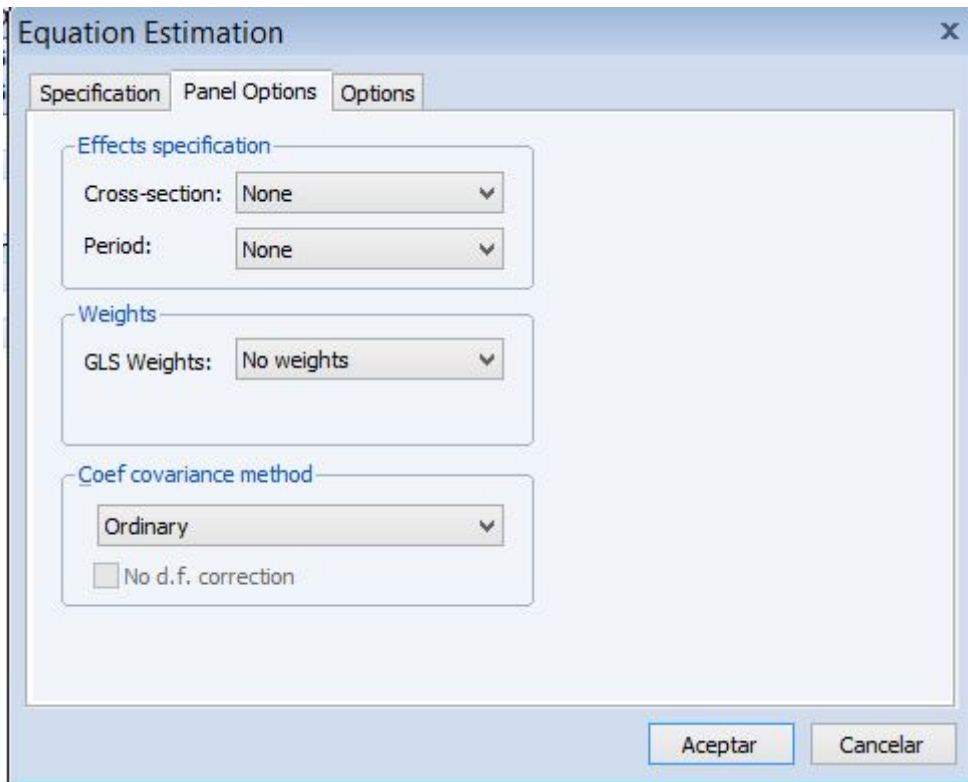 Equation Estimation
x
Specification Panel Options Options
Effects specification
Cross-section: None
Period: None
Weights
GLS Weights: No weights
Coef covariance method
Ordinary
No d.f. correction
Aceptar Cancelar